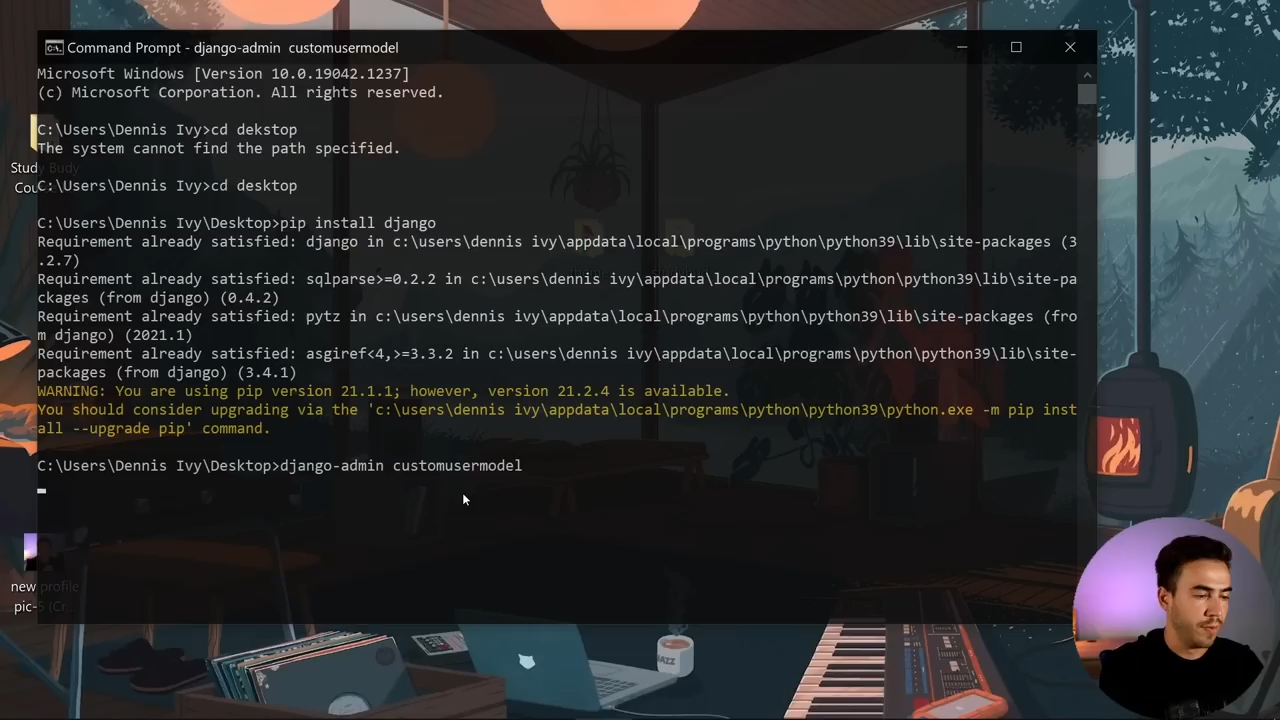 Command Prompt - django-admin  customusermodel
Microsoft Windows [Version 10.0.19042.1237]
(c) Microsoft Corporation. All rights reserved.
C:\Users\Dennis Ivy>cd dekstop
The system cannot find the path specified.
C:\Users\Dennis Ivy>cd desktop
C:\Users\Dennis Ivy\Desktop>pip install django
Requirement already satisfied: django in c:\users\dennis ivy\appdata\local\programs\python\python39\lib\site-packages (3
.2.7)
Requirement already satisfied: sqlparse>=0.2.2 in c:\users\dennis ivy\appdata\local\programs\python\python39\lib\site-pa
ckages (from django) (0.4.2)
Requirement already satisfied: pytz in c:\users\dennis ivy\appdata\local\programs\python\python39\lib\site-packages (fro
m django) (2021.1)
Requirement already satisfied: asgiref<4,>=3.3.2 in c:\users\dennis ivy\appdata\local\programs\python\python39\lib\site-
packages (from django) (3.4.1)
WARNING: You are using pip version 21.1.1; however, version 21.2.4 is available.
You should consider upgrading via the 'c:\users\dennis ivy\appdata\local\programs\python\python39\python.exe -m pip inst
all --upgrade pip' command.
C:\Users\Dennis Ivy\Desktop>django-admin customusermodel
Study Budy
Cou
new profile
pic-5 (Cr...
JAZZ